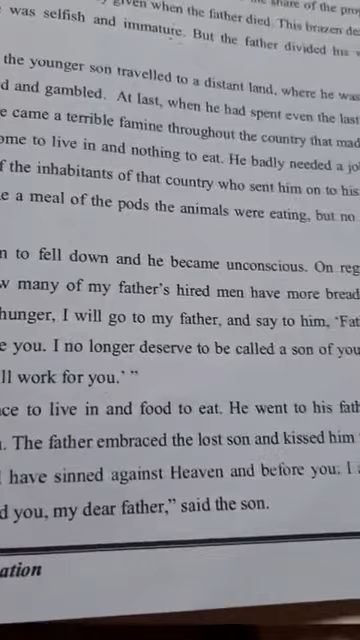 given when the father died. This brazen
was selfish and immature. But the father divided his
the younger son travelled to a distant land, where he was
d and gambled. At last, when he had spent even the last
e came a terrible famine throughout the country that mad
ome to live in and nothing to eat. He badly needed a jo
f the inhabitants of that country who sent him on to his
e a meal of the pods the animals were eating, but no
n to fell down and he became unconscious. On reg
w many of my father's hired men have more bread
hunger, I will go to my father, and say to him, 'Fat
e you. I no longer deserve to be called a son of you
ll work for you.' "
ace to live in and food to eat. He went to his fath
. The father embraced the lost son and kissed him
I have sinned against Heaven and before you: I a
d you, my dear father," said the son.
ation